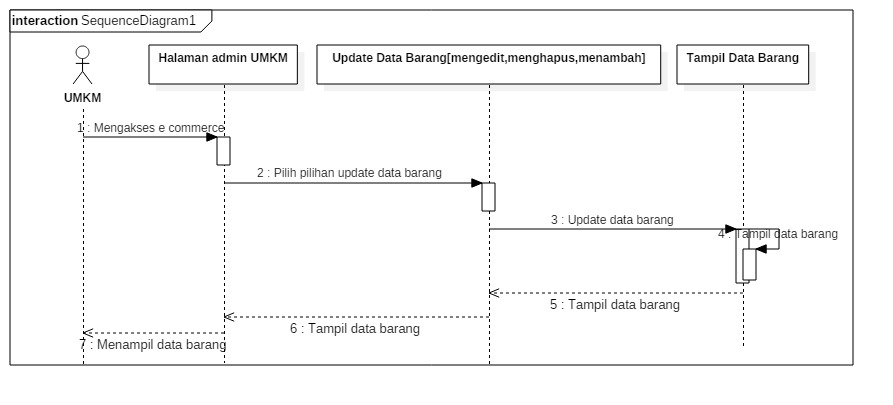 interaction SequenceDiagram1
UMKM
Halaman admin UMKM
Update Data Barang[mengedit,menghapus,menambah]
Tampil Data Barang
1 : Mengakses e commerce
2 : Pilih pilihan update data barang
3 : Update data barang
4 : Tampil data barang
5 : Tampil data barang
6 : Tampil data barang
7 : Menampil data barang